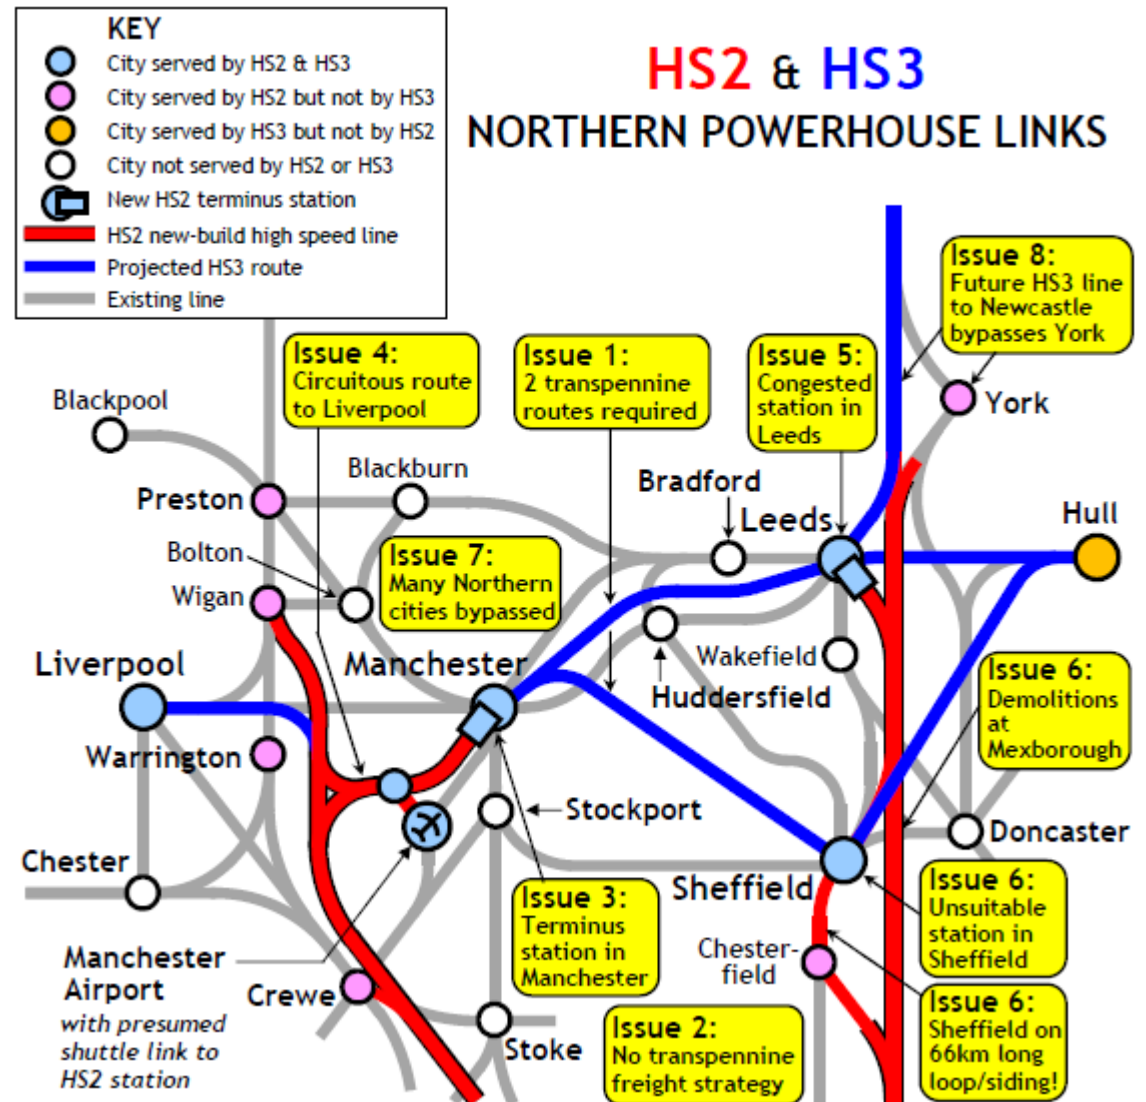 KEY
City served by HS2 & HS3
City served by HS2 but not by HS3
City served by HS3 but not by HS2
City not served by HS2 or HS3
New HS2 terminus station
HS2 new-build high speed line
Projected HS3 route
Existing line
HS2 & HS3
NORTHERN POWERHOUSE LINKS
Issue 8:
Future HS3 line
to Newcastle
bypasses York
Issue 4:
Circuitous route
to Liverpool
Issue 1:
2 transpennine
routes required
Issue 5:
Congested
station in
Leeds
Blackpool
York
Blackburn
Bradford
Preston
Leeds
Hull
Bolton
Issue 7:
Many Northern
cities bypassed
Wigan
Liverpool
Manchester
Wakefield
Huddersfield
Issue 6:
Demolitions
at
Mexborough
Warrington
Stockport
Doncaster
Chester
Sheffield
Issue 3:
Terminus
station in
Manchester
Issue 6:
Unsuitable
station in
Sheffield
Chester-
field
Manchester
Airport
with presumed
shuttle link to
HS2 station
Crewe
Stoke
Issue 2:
No transpennine
freight strategy
Issue 6:
Sheffield on
66km long
loop/siding!